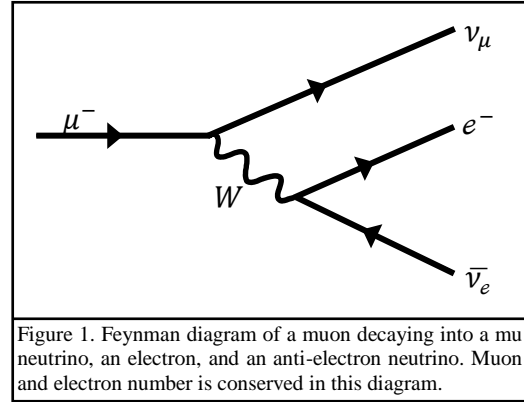 ν_μ
μ⁻
e⁻
W
ν̅_e
Figure 1. Feynman diagram of a muon decaying into a mu
neutrino, an electron, and an anti-electron neutrino. Muon
and electron number is conserved in this diagram.